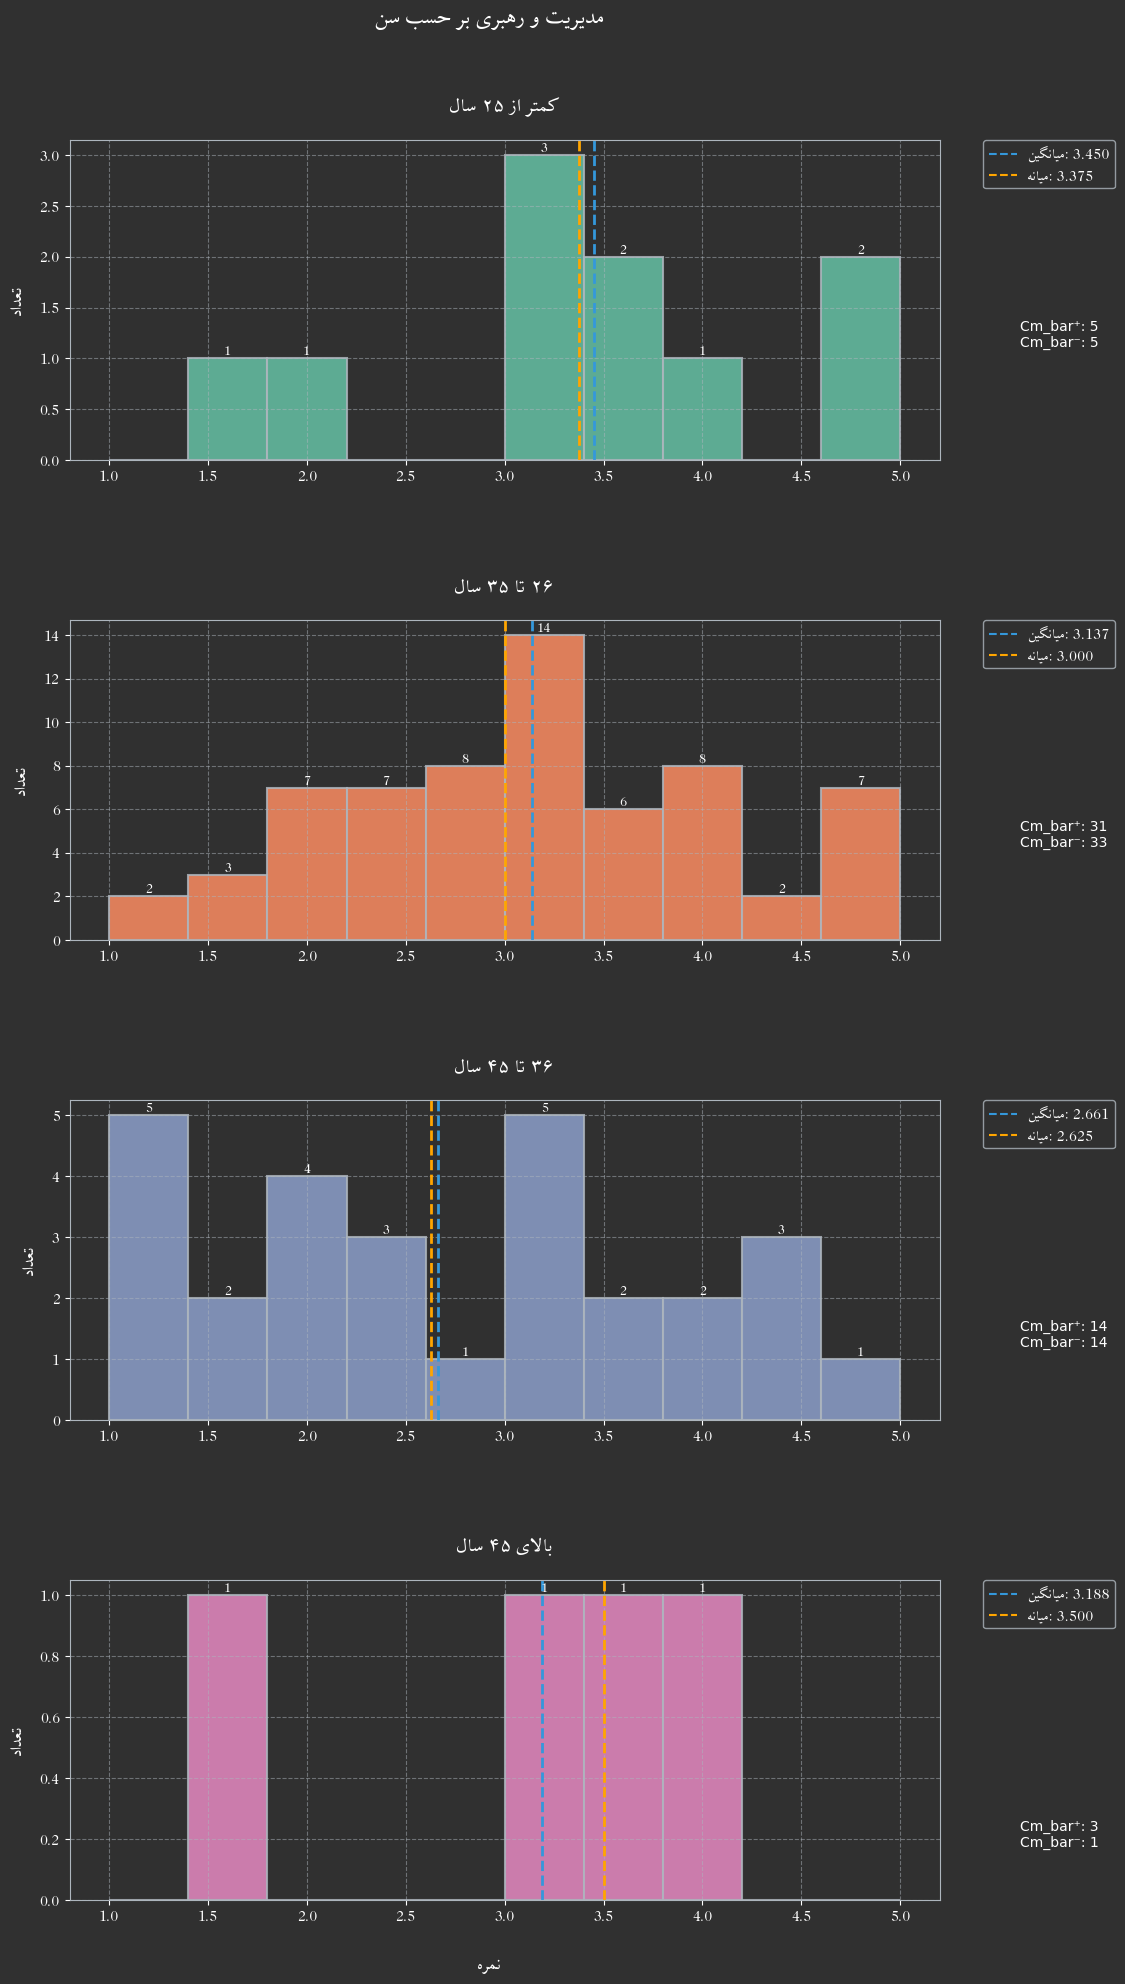 مدیریت و رهبری بر حسب سن
کمتر از ۲۵ سال
3.0
2.5
2.0
1.5
1.0
0.5
0.0
تعداد
1
1
3
2
1
2
1.0 1.5 2.0 2.5 3.0 3.5 4.0 4.5 5.0
میانگین: 3.450
میانه: 3.375
Cm_bar⁺: 5
Cm_bar⁻: 5
۲۶ تا ۳۵ سال
14
12
10
8
6
4
2
0
تعداد
2
3
7
7
8
14
6
8
2
7
1.0 1.5 2.0 2.5 3.0 3.5 4.0 4.5 5.0
میانگین: 3.137
میانه: 3.000
Cm_bar⁺: 31
Cm_bar⁻: 33
۳۶ تا ۴۵ سال
5
4
3
2
1
0
تعداد
5
2
4
3
1
5
2
2
3
1
1.0 1.5 2.0 2.5 3.0 3.5 4.0 4.5 5.0
میانگین: 2.661
میانه: 2.625
Cm_bar⁺: 14
Cm_bar⁻: 14
بالای ۴۵ سال
1.0
0.8
0.6
0.4
0.2
0.0
تعداد
1
1
1
1
1.0 1.5 2.0 2.5 3.0 3.5 4.0 4.5 5.0
میانگین: 3.188
میانه: 3.500
Cm_bar⁺: 3
Cm_bar⁻: 1
نمره